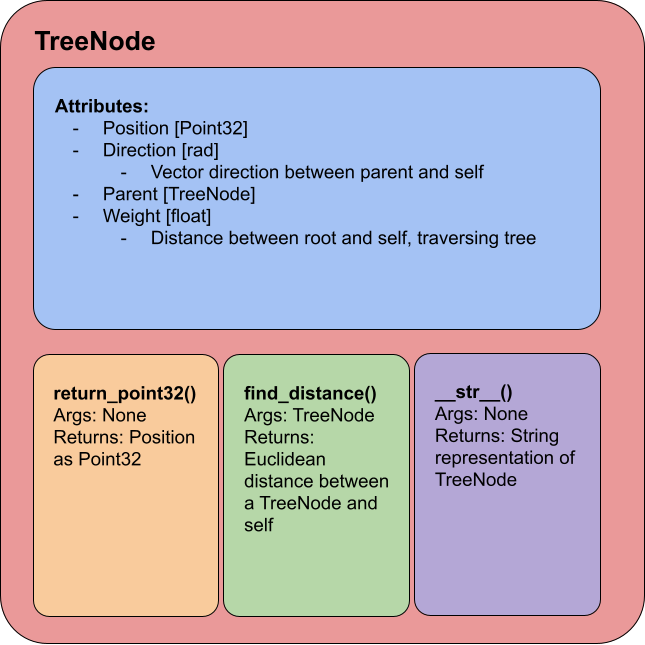 TreeNode
Attributes:
- Position [Point32]
- Direction [rad]
- Vector direction between parent and self
- Parent [TreeNode]
- Weight [float]
- Distance between root and self, traversing tree
return_point32()
Args: None
Returns: Position
as Point32
find_distance()
Args: TreeNode
Returns:
Euclidean
distance between
a TreeNode and
self
__str__()
Args: None
Returns: String
representation of
TreeNode